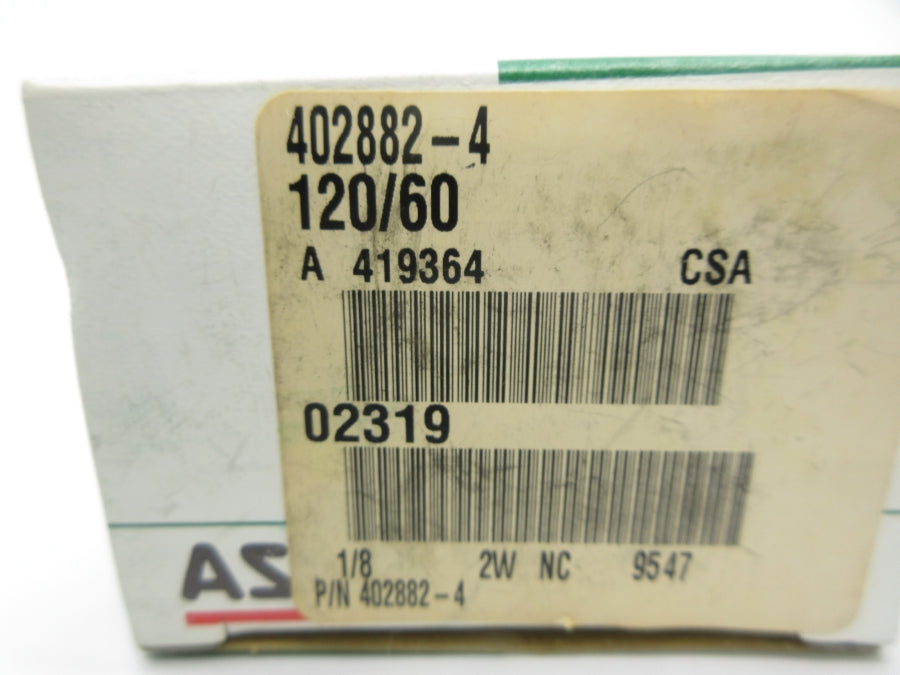 402882-4
120/60
A 419364 CSA
02319
1/8 2W NC 9547
P/N 402882-4